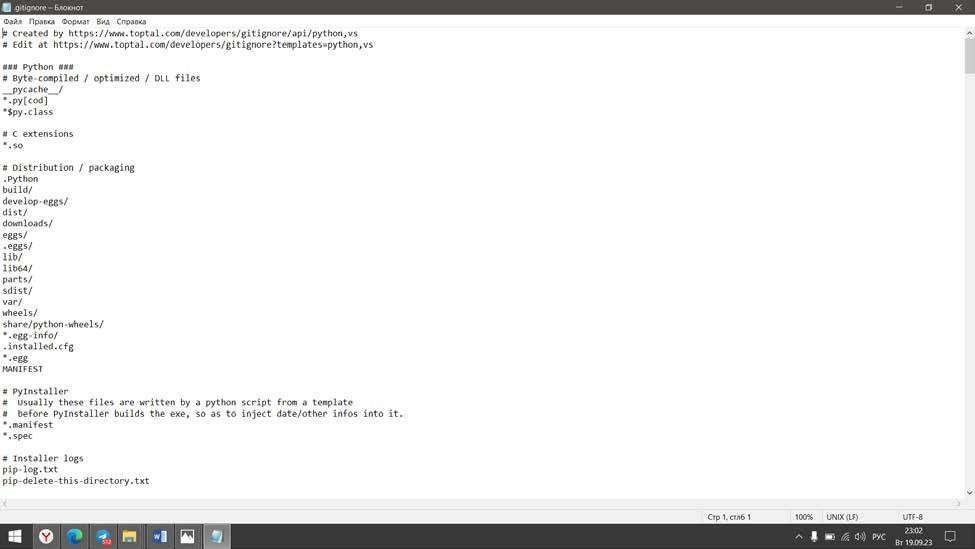 .gitignore – Блокнот
Файл Правка Формат Вид Справка
# Created by https://www.toptal.com/developers/gitignore/api/python,vs
# Edit at https://www.toptal.com/developers/gitignore?templates=python,vs
### Python ###
# Byte-compiled / optimized / DLL files
__pycache__/
*.py[cod]
*$py.class
# C extensions
*.so
# Distribution / packaging
.Python
build/
develop-eggs/
dist/
downloads/
eggs/
.eggs/
lib/
lib64/
parts/
sdist/
var/
wheels/
share/python-wheels/
*.egg-info/
.installed.cfg
*.egg
MANIFEST
# PyInstaller
#  Usually these files are written by a python script from a template
#  before PyInstaller builds the exe, so as to inject date/other infos into it.
*.manifest
*.spec
# Installer logs
pip-log.txt
pip-delete-this-directory.txt
Стр 1, стлб 1 100% UNIX (LF) UTF-8
512
РУС
23:02
Вт 19.09.23